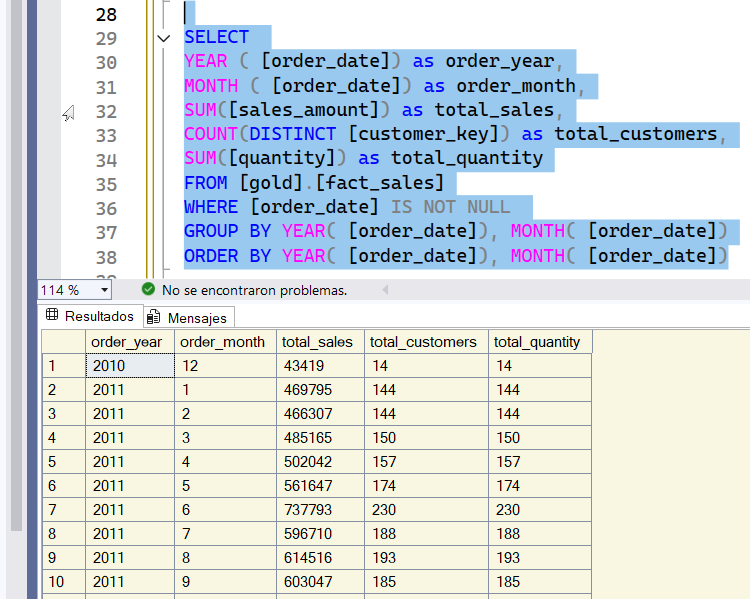 28
29 SELECT
30 YEAR ( [order_date]) as order_year,
31 MONTH ( [order_date]) as order_month,
32 SUM([sales_amount]) as total_sales,
33 COUNT(DISTINCT [customer_key]) as total_customers,
34 SUM([quantity]) as total_quantity
35 FROM [gold].[fact_sales]
36 WHERE [order_date] IS NOT NULL
37 GROUP BY YEAR( [order_date]), MONTH( [order_date])
38 ORDER BY YEAR( [order_date]), MONTH( [order_date])
114 % No se encontraron problemas.
Resultados Mensajes
order_year order_month total_sales total_customers total_quantity
1 2010 12 43419 14 14
2 2011 1 469795 144 144
3 2011 2 466307 144 144
4 2011 3 485165 150 150
5 2011 4 502042 157 157
6 2011 5 561647 174 174
7 2011 6 737793 230 230
8 2011 7 596710 188 188
9 2011 8 614516 193 193
10 2011 9 603047 185 185